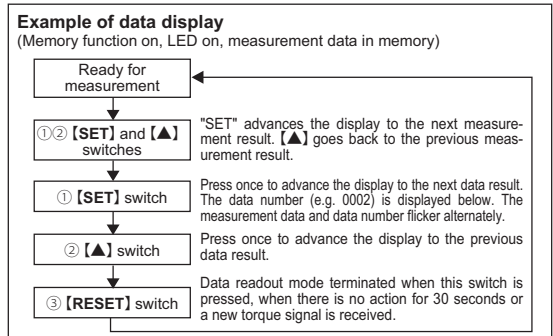 Example of data display
(Memory function on, LED on, measurement data in memory)
Ready for
measurement
①②【SET】and【▲】
switches
"SET" advances the display to the next measure-
ment result.【▲】goes back to the previous meas-
urement result.
①【SET】switch
Press once to advance the display to the next data result.
The data number (e.g. 0002) is displayed below. The
measurement data and data number flicker alternately.
②【▲】switch
Press once to advance the display to the previous
data result.
③【RESET】switch
Data readout mode terminated when this switch is
pressed, when there is no action for 30 seconds or
a new torque signal is received.